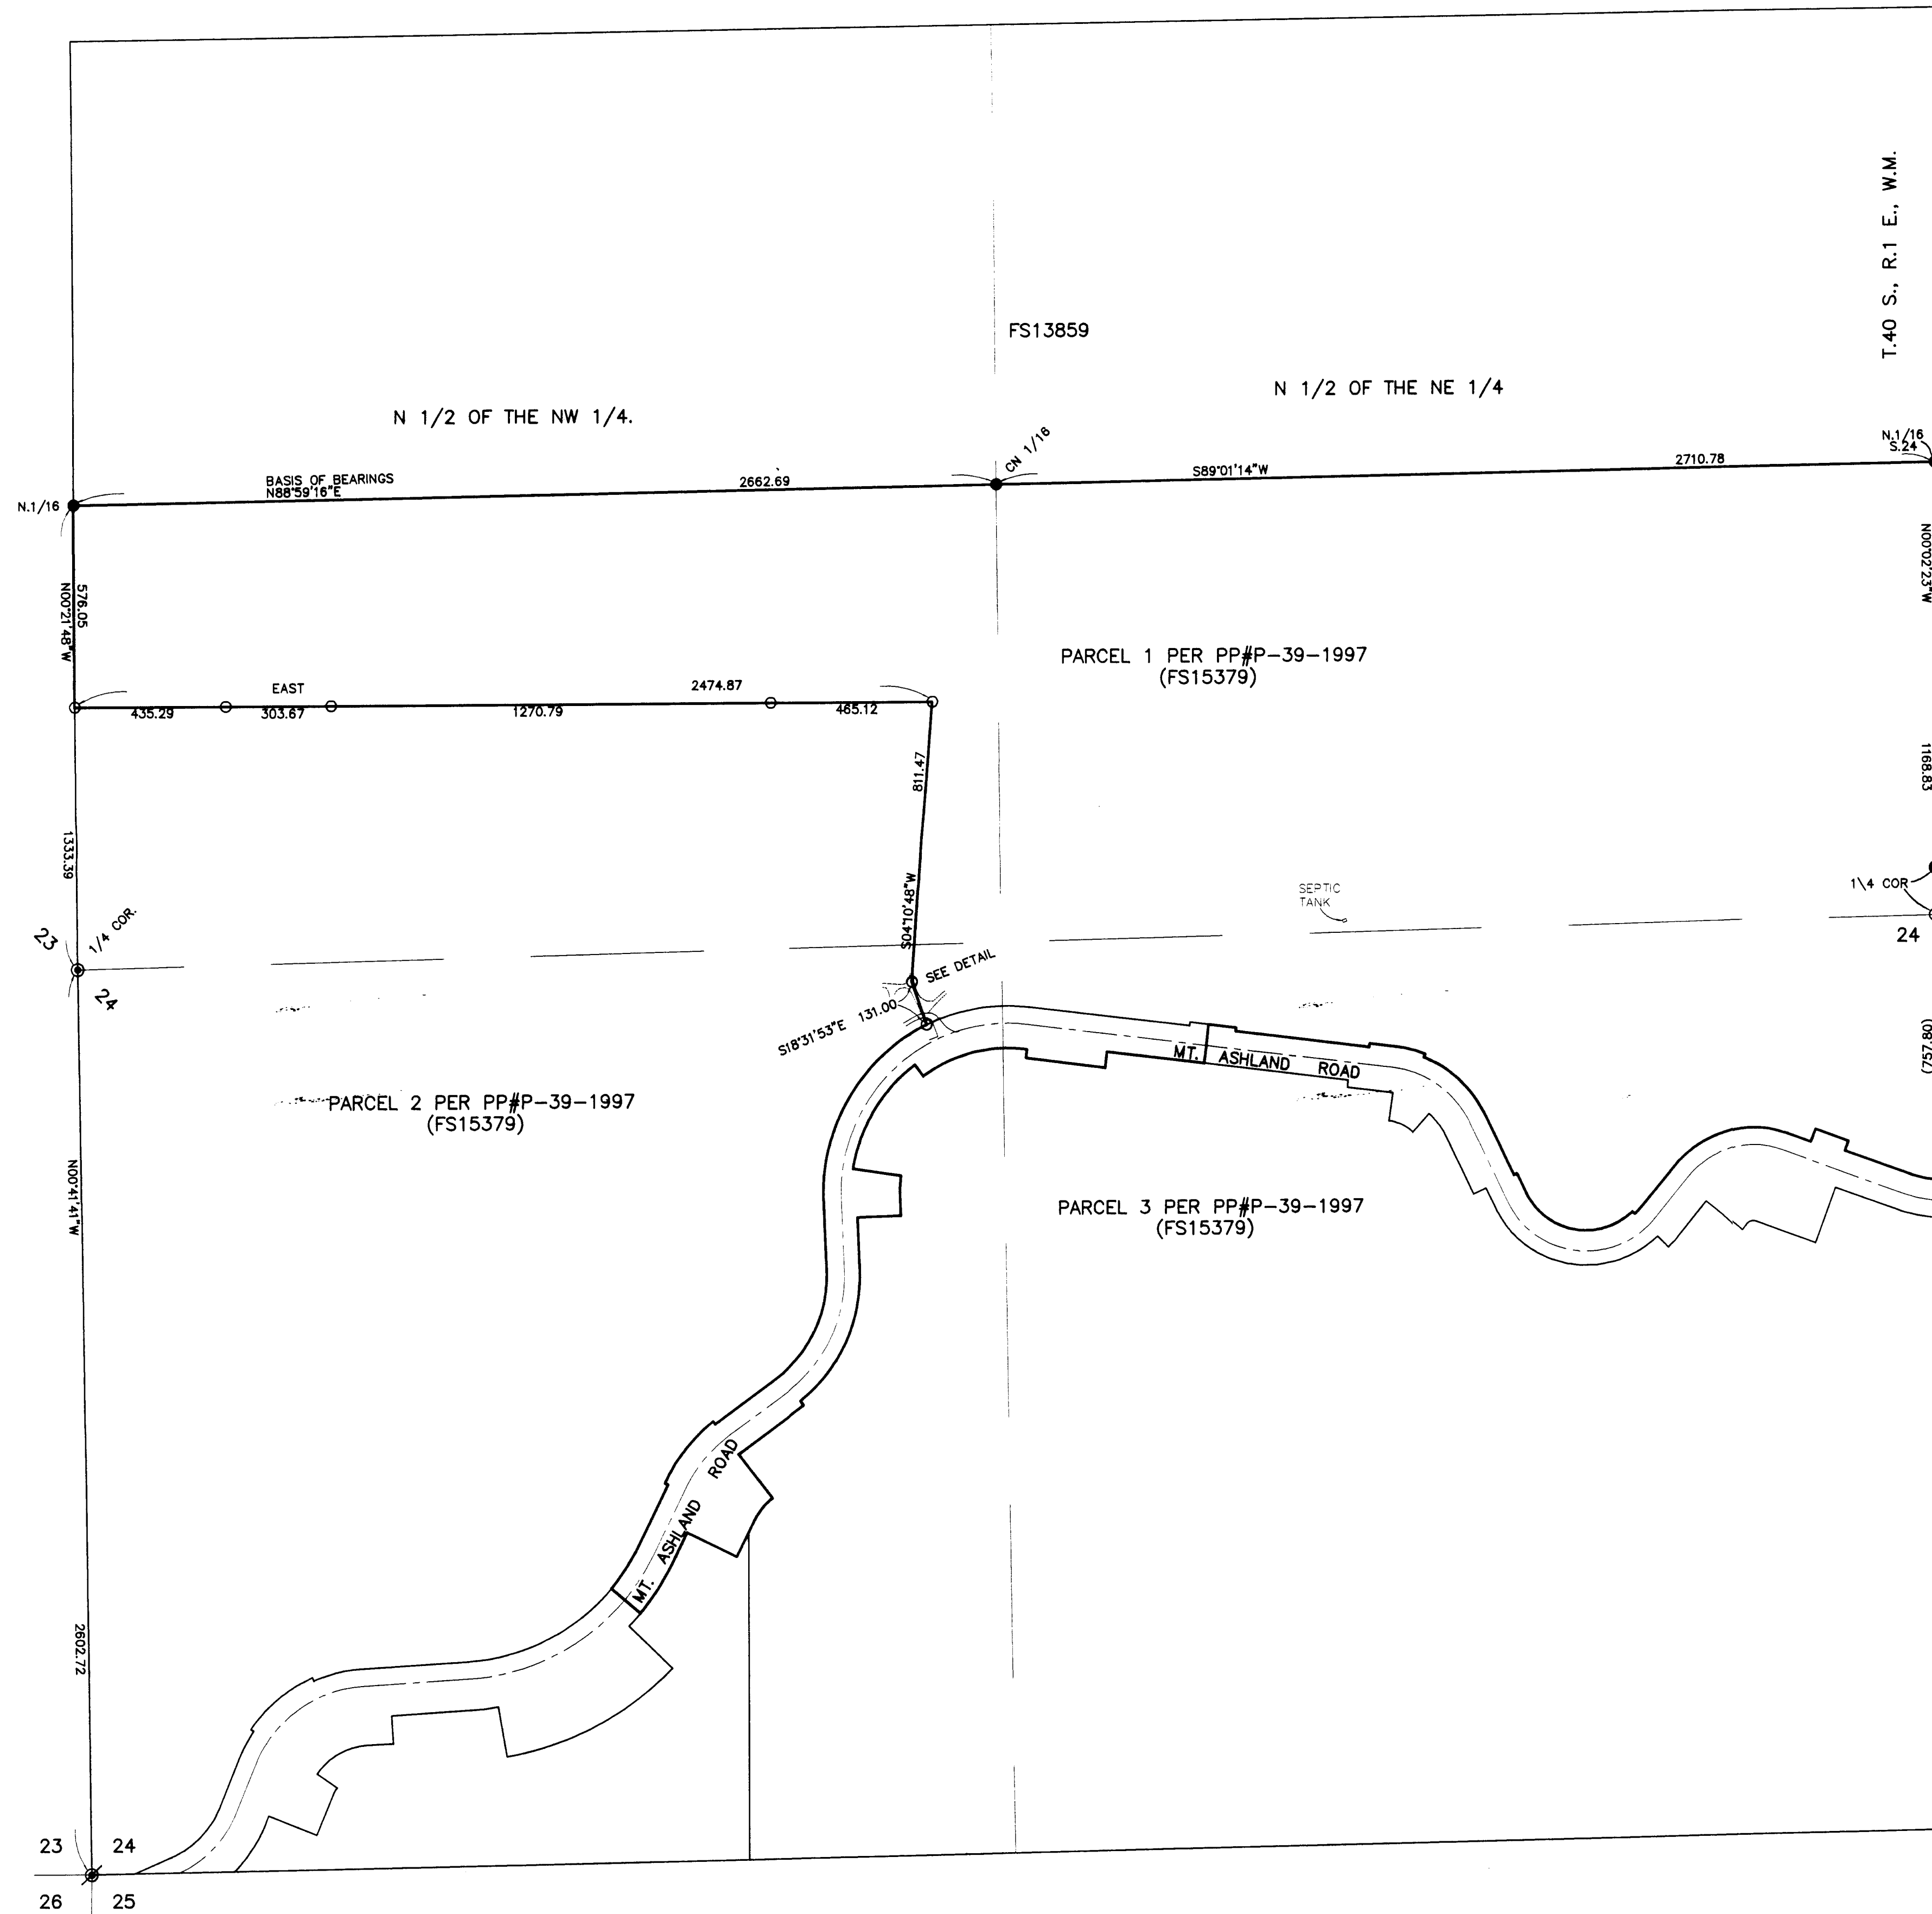 T.40 S., R.1 E., W.M.
FS13859
N 1/2 OF THE NW 1/4.
N 1/2 OF THE NE 1/4
N.1/16
S.24
CN 1/16
S89°01'14"W
2710.78
BASIS OF BEARINGS
N88°59'16"E
2662.69
N.1/16
576.05
N00°21'48"W
N00°02'23"W
PARCEL 1 PER PP#P-39-1997
(FS15379)
EAST
2474.87
435.29
303.67
1270.79
465.12
811.47
S04°10'48"W
1168.83
1333.39
SEPTIC
TANK
1\4 COR
24
23
1/4 COR.
24
SEE DETAIL
S18°31'53"E 131.00
(757.80)
MT. ASHLAND ROAD
PARCEL 2 PER PP#P-39-1997
(FS15379)
N00°41'41"W
PARCEL 3 PER PP#P-39-1997
(FS15379)
MT. ASHLAND ROAD
2602.72
23 24
26 25